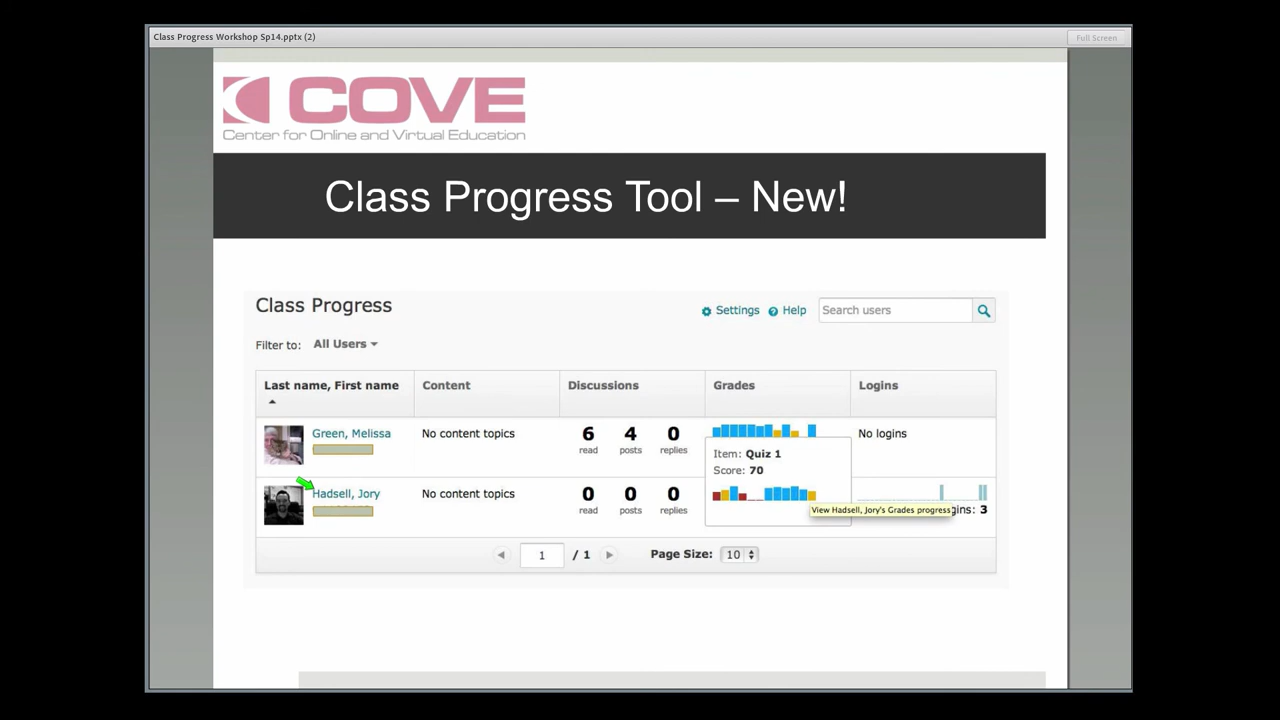 Class Progress Workshop Sp14.pptx (2)
Full Screen
COVE
Center for Online and Virtual Education
Class Progress Tool – New!
Class Progress
Settings
Help
Search users
Filter to: All Users
Last name, First name
Content
Discussions
Grades
Logins
Green, Melissa
No content topics
6 4 0
read posts replies
No logins
Item: Quiz 1
Score: 70
Hadsell, Jory
No content topics
0 0 0
read posts replies
View Hadsell, Jory's Grades progress
gins: 3
1 / 1
Page Size: 10